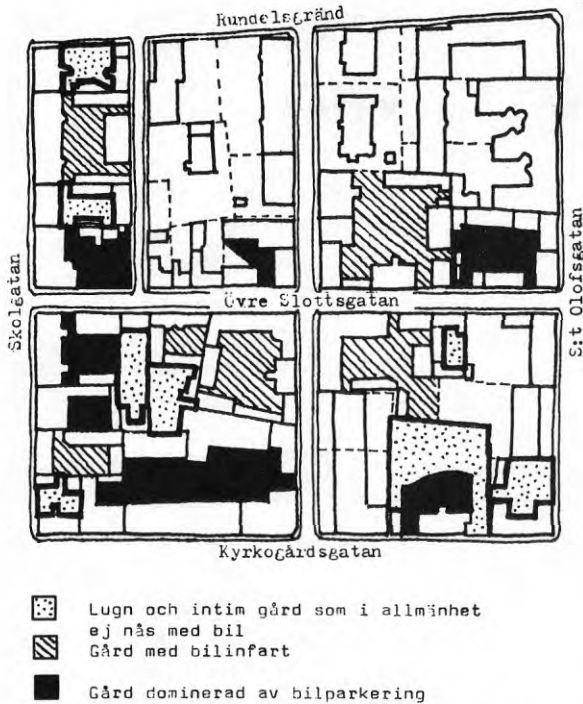 Rundelsgränd
Skolgatan
Övre Slottsgatan
S:t Olofsgatan
Kyrkogårdsgatan
Lugn och intim gård som i allmänhet
ej nås med bil
Gård med bilinfart
Gård dominerad av bilparkering